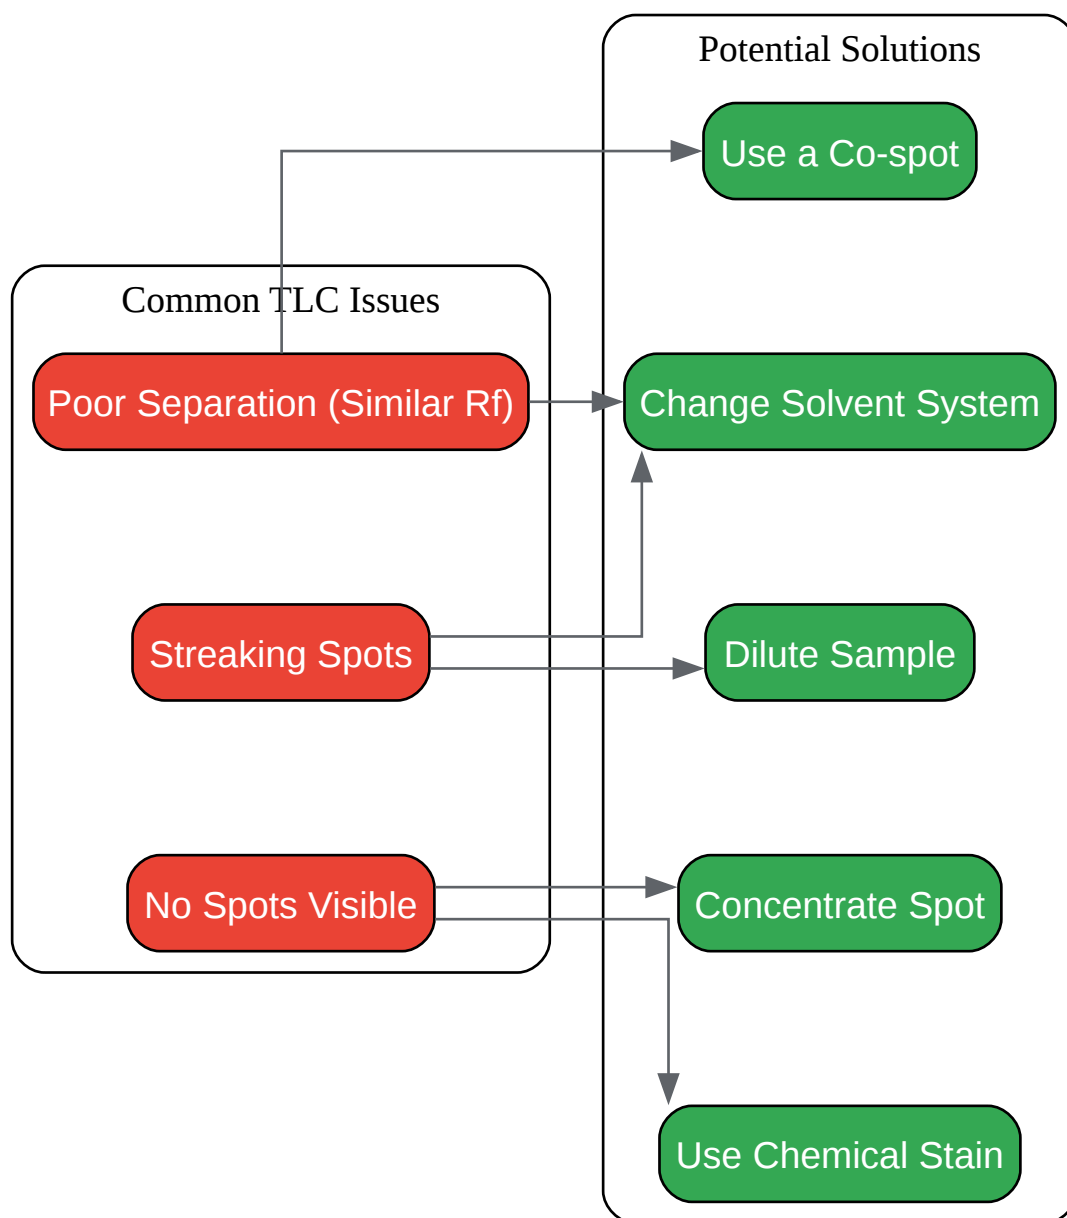 Potential Solutions
Use a Co-spot
Common TLC Issues
Poor Separation (Similar Rf)
Change Solvent System
Streaking Spots
Dilute Sample
No Spots Visible
Concentrate Spot
Use Chemical Stain